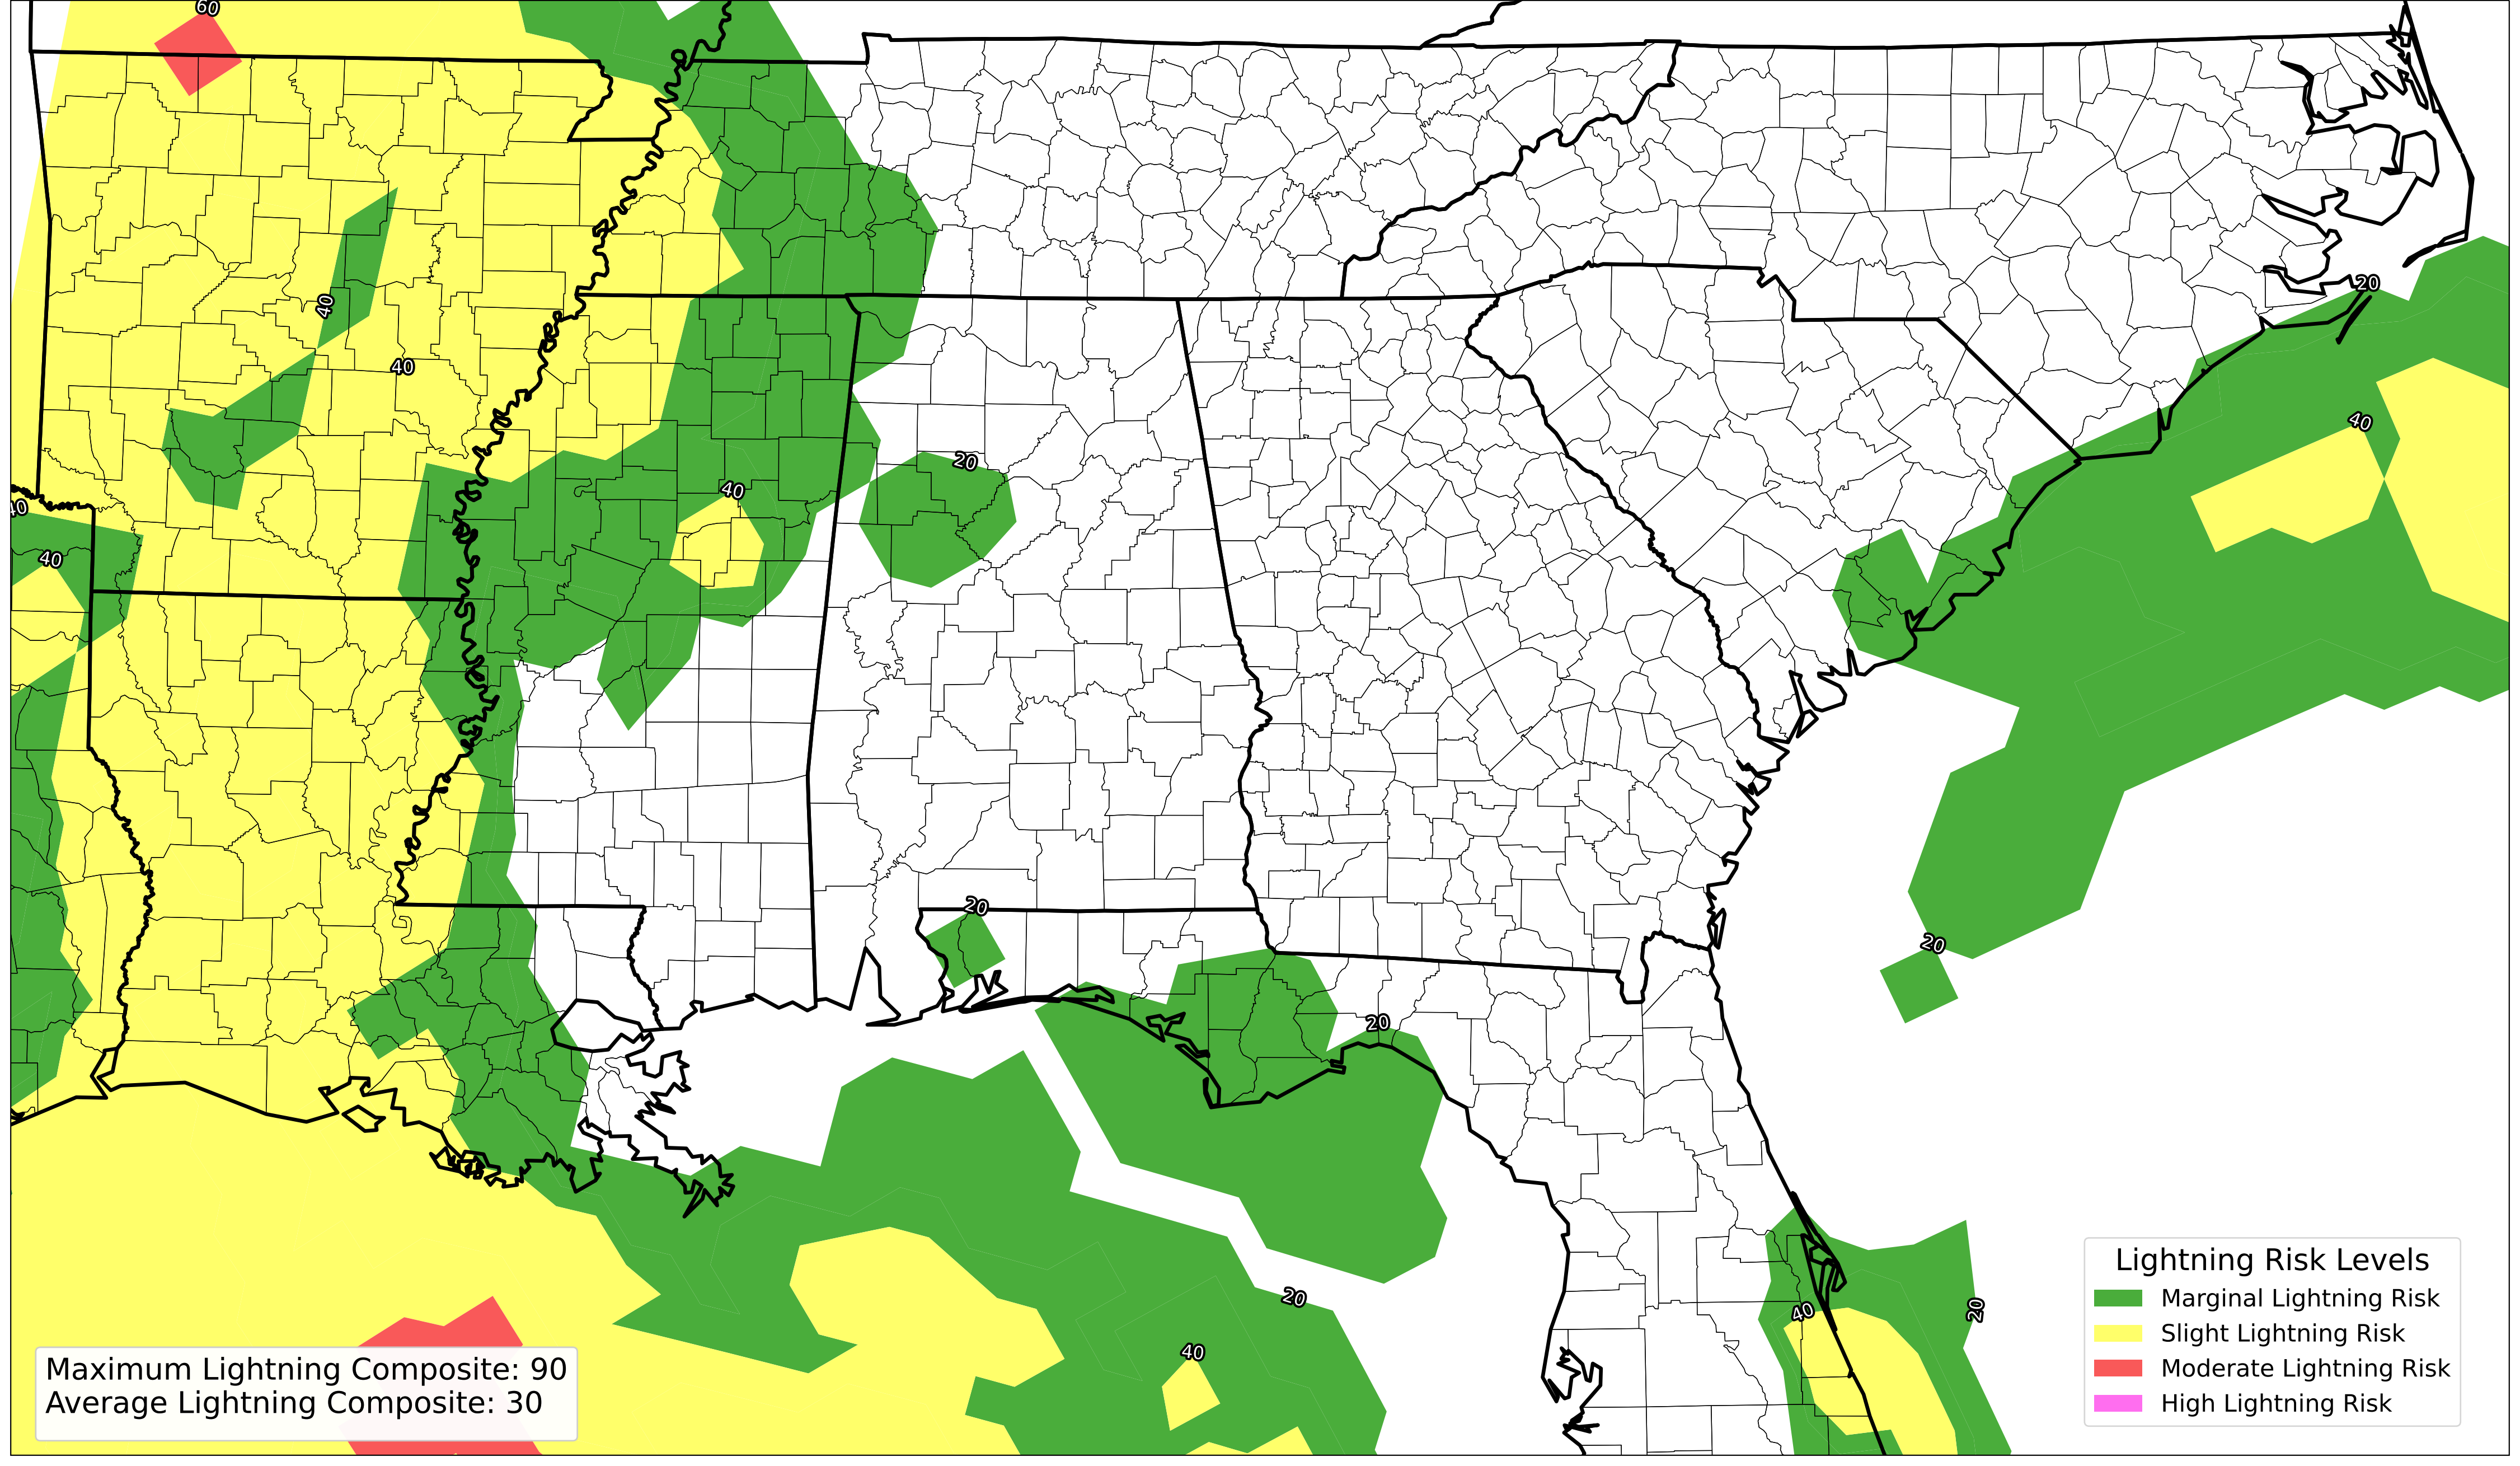 60
20
40
40
40
20
40
40
40
20
20
20
20
40
20
40
Lightning Risk Levels
Marginal Lightning Risk
Slight Lightning Risk
Moderate Lightning Risk
High Lightning Risk
Maximum Lightning Composite: 90
Average Lightning Composite: 30